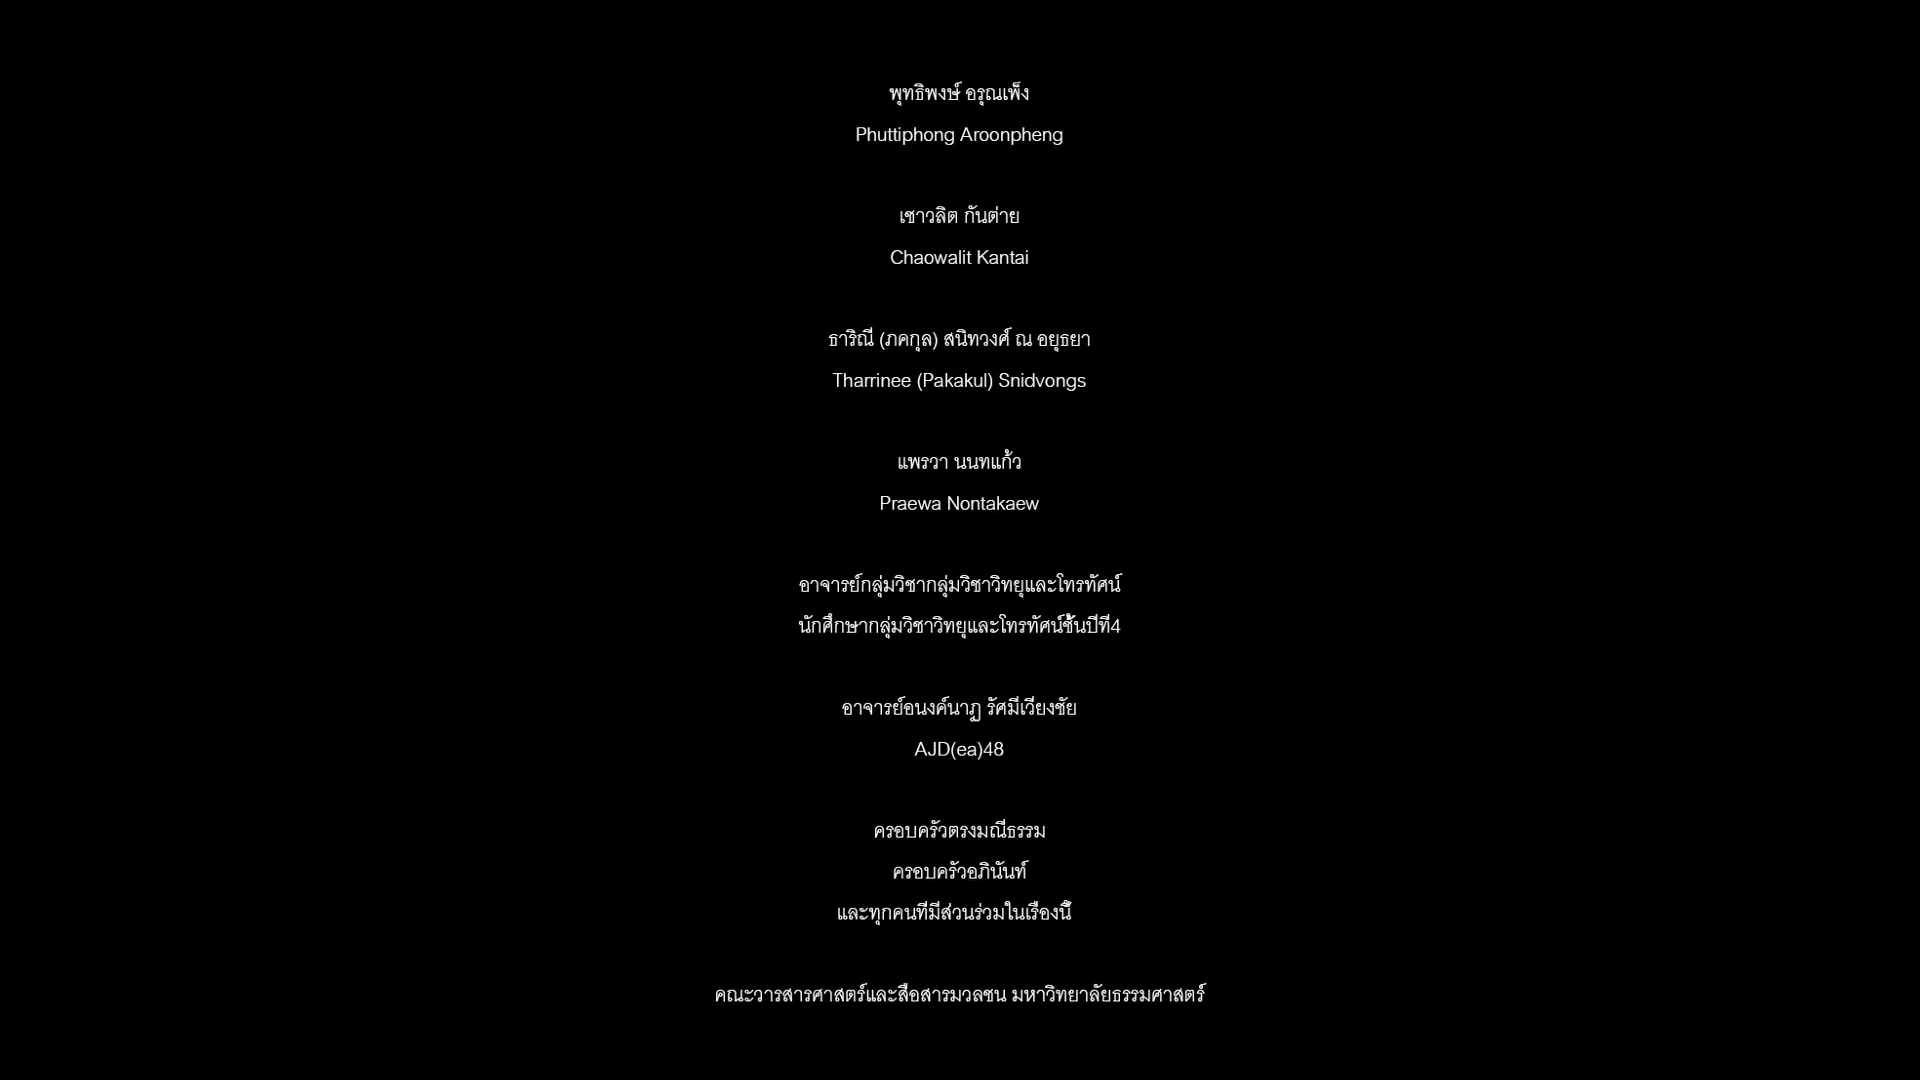 พุทธิพงษ์ อรุณเพ็ง
Phuttiphong Aroonpheng
เชาวลิต กันต่าย
Chaowalit Kantai
ธาริณี (ภคกุล) สนิทวงศ์ ณ อยุธยา
Tharrinee (Pakakul) Snidvongs
แพรวา นนทแก้ว
Praewa Nontakaew
อาจารย์กลุ่มวิชากลุ่มวิชาวิทยุและโทรทัศน์
นักศึกษากลุ่มวิชาวิทยุและโทรทัศน์ชั้นปีที่4
อาจารย์อนงค์นาฏ รัศมีเวียงชัย
AJD(ea)48
ครอบครัวตรงมณีธรรม
ครอบครัวอภินันท์
และทุกคนที่มีส่วนร่วมในเรื่องนี้
คณะวารสารศาสตร์และสื่อสารมวลชน มหาวิทยาลัยธรรมศาสตร์